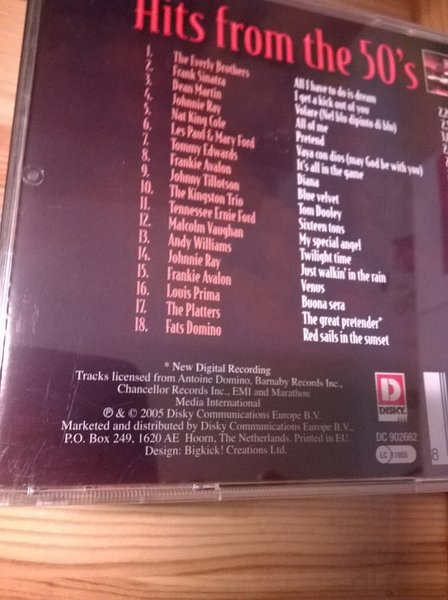 Hits from the 50's
1. The Everly Brothers All I have to do is dream
2. Frank Sinatra I get a kick out of you
3. Dean Martin Volare (Nel blu dipinto di blu)
4. Johnnie Ray All of me
5. Nat King Cole Pretend
6. Les Paul & Mary Ford Vaya con dios (may God be with you)
7. Tommy Edwards It's all in the game
8. Frankie Avalon Diana
9. Johnny Tillotson Blue velvet
10. The Kingston Trio Tom Dooley
11. Tennessee Ernie Ford Sixteen tons
12. Malcolm Vaughan My special angel
13. Andy Williams Twilight time
14. Johnnie Ray Just walkin' in the rain
15. Frankie Avalon Venus
16. Louis Prima Buona sera
17. The Platters The great pretender*
18. Fats Domino Red sails in the sunset
* New Digital Recording
Tracks licensed from Antoine Domino, Barnaby Records Inc.,
Chancellor Records Inc., EMI and Marathon
Media International
℗ & © 2005 Disky Communications Europe B.V.
Marketed and distributed by Disky Communications Europe B.V.,
P.O. Box 249, 1620 AE Hoorn, The Netherlands. Printed in EU.
Design: Bigkick! Creations Ltd.
D
DISKY
DC 902662
LC 11955
8